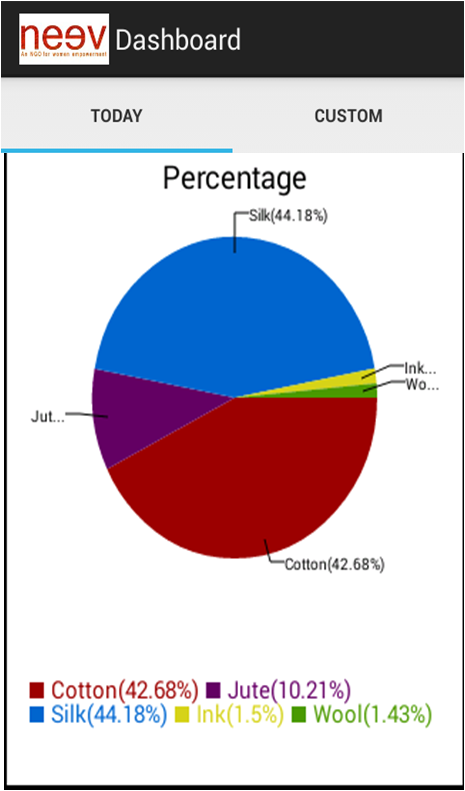 neev Dashboard
An NGO for women empowerment
TODAY CUSTOM
Percentage
Silk(44.18%)
Ink...
Wo...
Jut...
Cotton(42.68%)
Cotton(42.68%) Jute(10.21%)
Silk(44.18%) Ink(1.5%) Wool(1.43%)